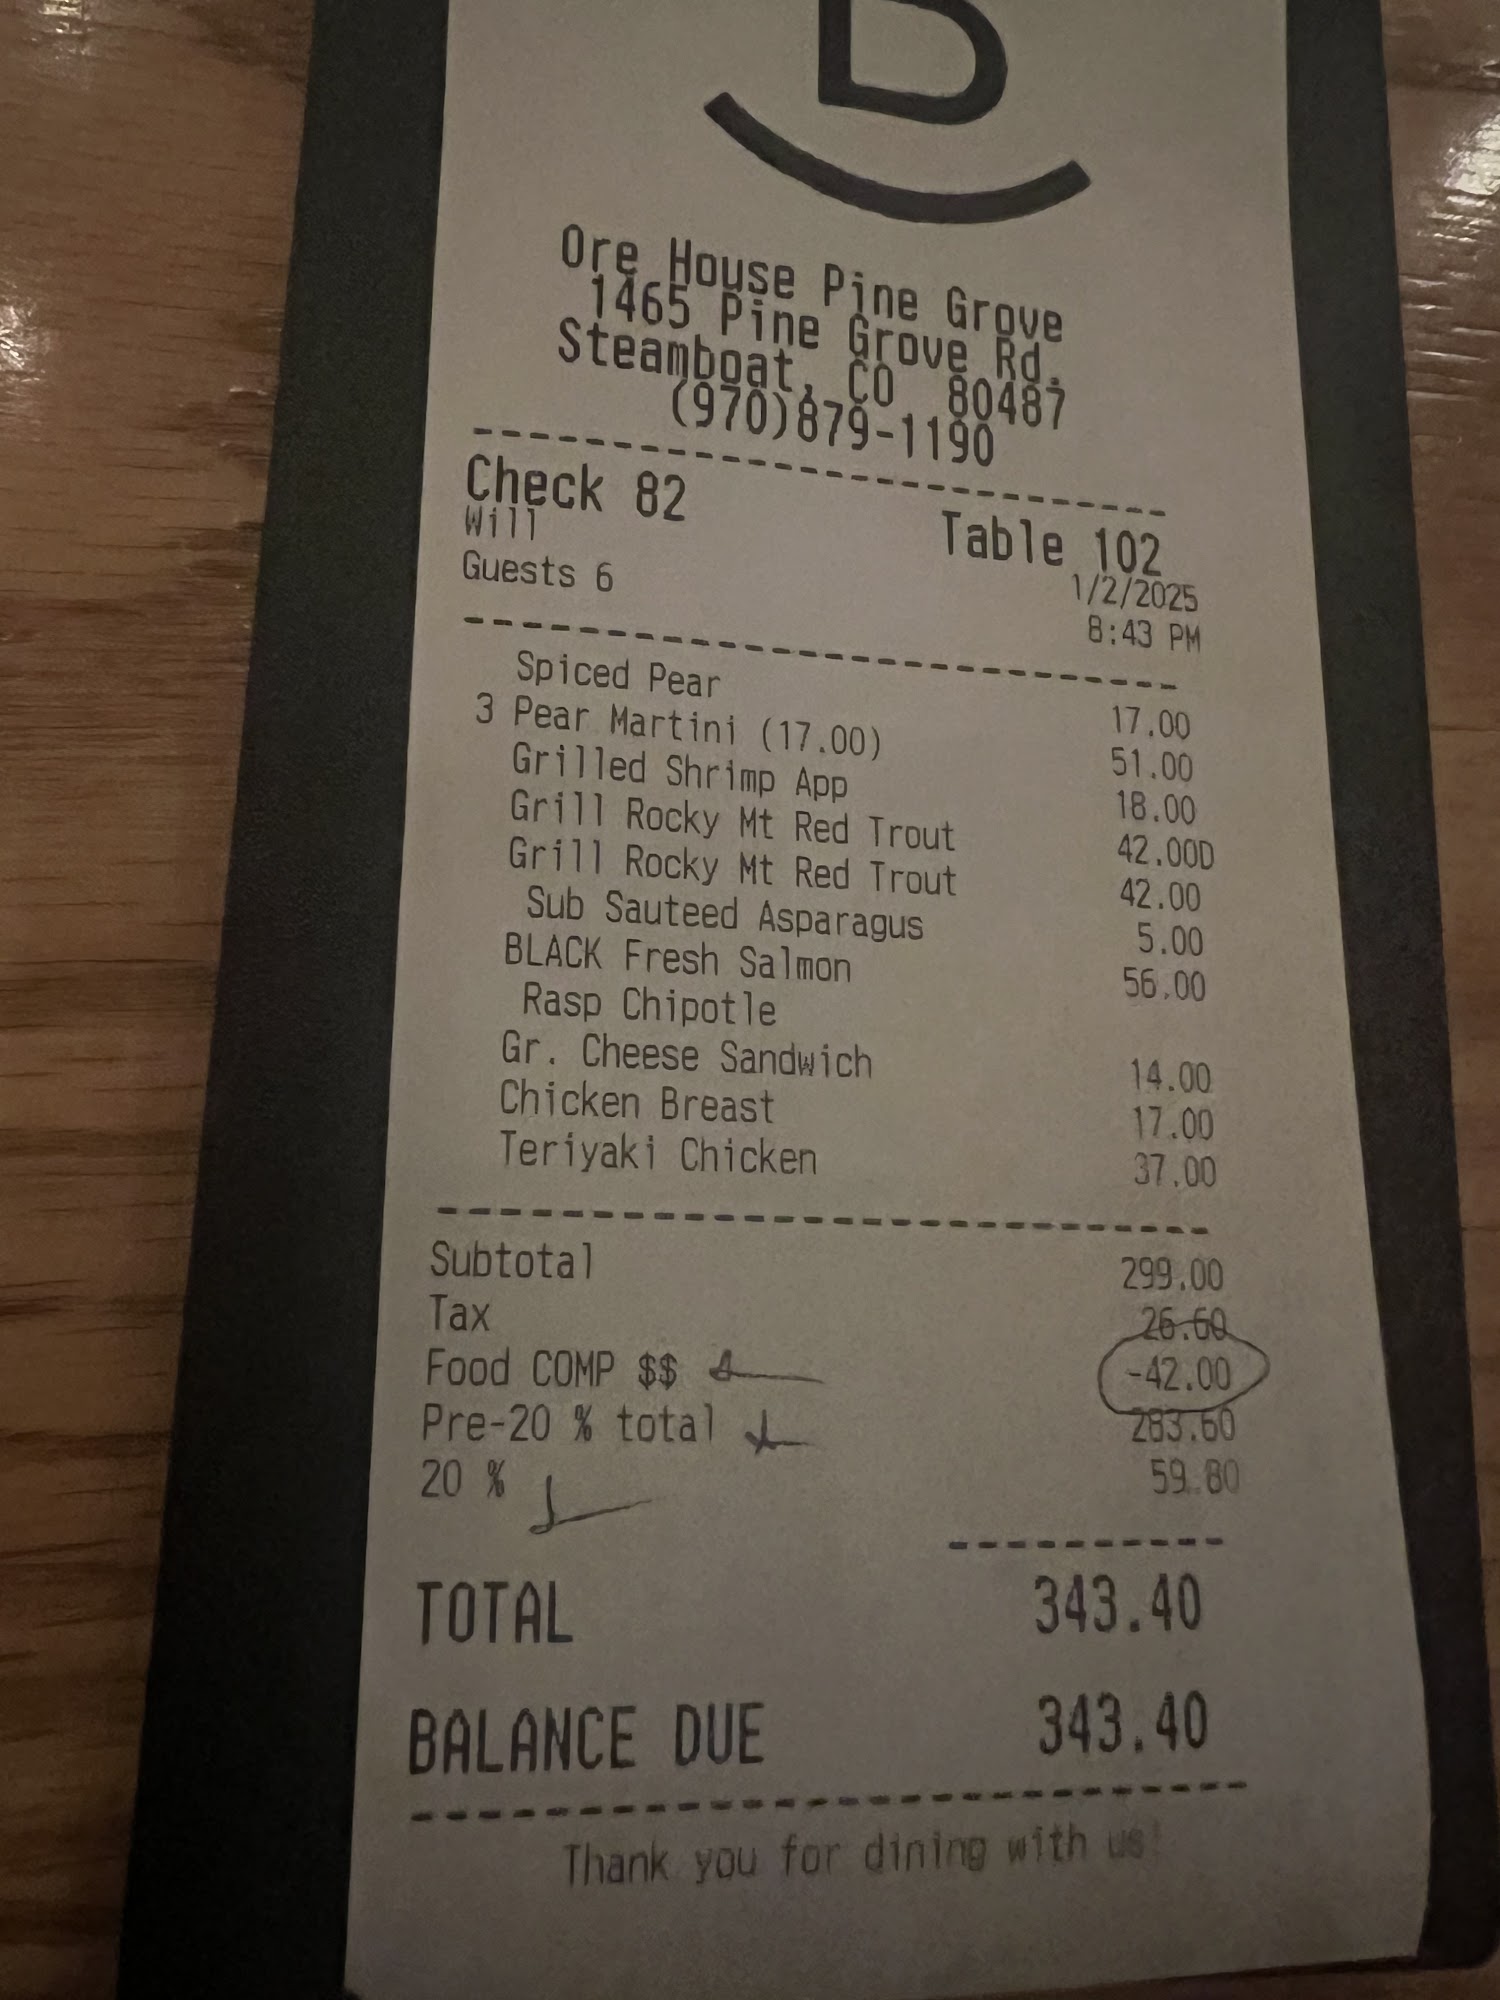 B
Ore House Pine Grove
1465 Pine Grove Rd.
Steamboat, CO 80487
(970)879-1190
Check 82 Table 102
Will 1/2/2025
Guests 6 8:43 PM
Spiced Pear 17.00
3 Pear Martini (17.00) 51.00
Grilled Shrimp App 18.00
Grill Rocky Mt Red Trout 42.00D
Grill Rocky Mt Red Trout 42.00
Sub Sauteed Asparagus 5.00
BLACK Fresh Salmon 56.00
Rasp Chipotle
Gr. Cheese Sandwich 14.00
Chicken Breast 17.00
Teriyaki Chicken 37.00
Subtotal 299.00
Tax 26.60
Food COMP $$ -42.00
Pre-20 % total 283.60
20 % 59.80
TOTAL 343.40
BALANCE DUE 343.40
Thank you for dining with us!